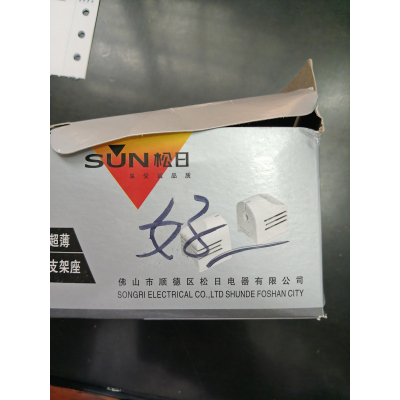 SUN松日
好
超薄
支架座
佛山市顺德区松日电器有限公司
SONGRI ELECTRICAL CO.,LTD SHUNDE FOSHAN CITY